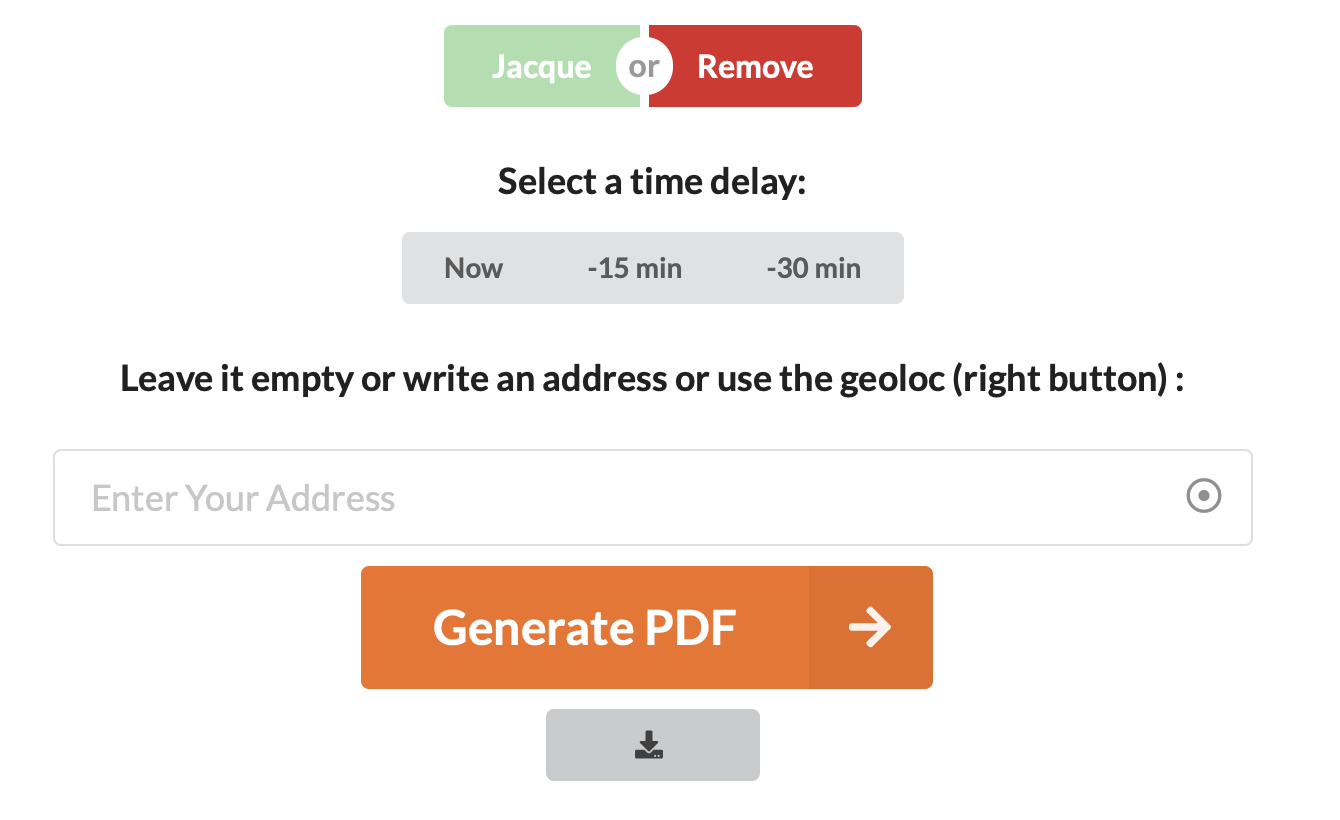 Jacque or Remove
Select a time delay:
Now -15 min -30 min
Leave it empty or write an address or use the geoloc (right button) :
Enter Your Address
Generate PDF